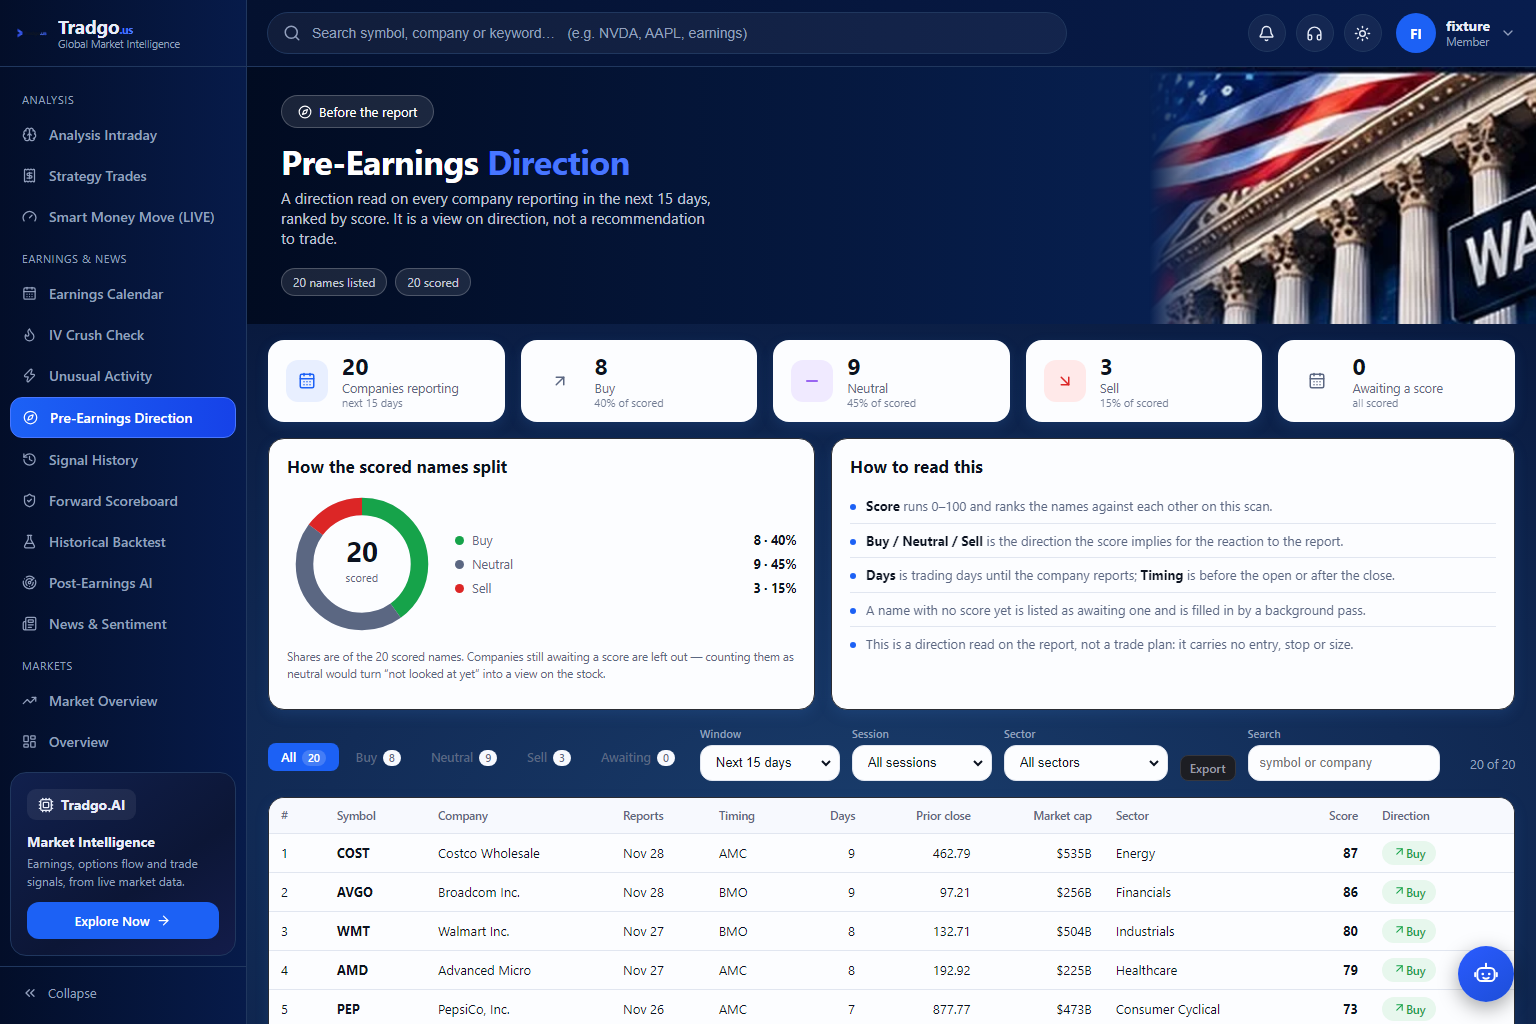 Tradgo.us
Global Market Intelligence
Search symbol, company or keyword... (e.g. NVDA, AAPL, earnings)
FI
fixture
Member
ANALYSIS
Analysis Intraday
Strategy Trades
Smart Money Move (LIVE)
EARNINGS & NEWS
Earnings Calendar
IV Crush Check
Unusual Activity
Pre-Earnings Direction
Signal History
Forward Scoreboard
Historical Backtest
Post-Earnings AI
News & Sentiment
MARKETS
Market Overview
Overview
Tradgo.AI
Market Intelligence
Earnings, options flow and trade
signals, from live market data.
Explore Now
Collapse
Before the report
Pre-Earnings Direction
A direction read on every company reporting in the next 15 days,
ranked by score. It is a view on direction, not a recommendation
to trade.
20 names listed
20 scored
WA
20
Companies reporting
next 15 days
8
Buy
40% of scored
9
Neutral
45% of scored
3
Sell
15% of scored
0
Awaiting a score
all scored
How the scored names split
20
scored
Buy 8 · 40%
Neutral 9 · 45%
Sell 3 · 15%
Shares are of the 20 scored names. Companies still awaiting a score are left out — counting them as
neutral would turn “not looked at yet” into a view on the stock.
How to read this
Score runs 0–100 and ranks the names against each other on this scan.
Buy / Neutral / Sell is the direction the score implies for the reaction to the report.
Days is trading days until the company reports; Timing is before the open or after the close.
A name with no score yet is listed as awaiting one and is filled in by a background pass.
This is a direction read on the report, not a trade plan: it carries no entry, stop or size.
All 20
Buy 8
Neutral 9
Sell 3
Awaiting 0
Window
Next 15 days
Session
All sessions
Sector
All sectors
Export
Search
symbol or company
20 of 20
# Symbol Company Reports Timing Days Prior close Market cap Sector Score Direction
1 COST Costco Wholesale Nov 28 AMC 9 462.79 $535B Energy 87 Buy
2 AVGO Broadcom Inc. Nov 28 BMO 9 97.21 $256B Financials 86 Buy
3 WMT Walmart Inc. Nov 27 BMO 8 132.71 $504B Industrials 80 Buy
4 AMD Advanced Micro Nov 27 AMC 8 192.92 $225B Healthcare 79 Buy
5 PEP PepsiCo, Inc. Nov 26 AMC 7 877.77 $473B Consumer Cyclical 73 Buy